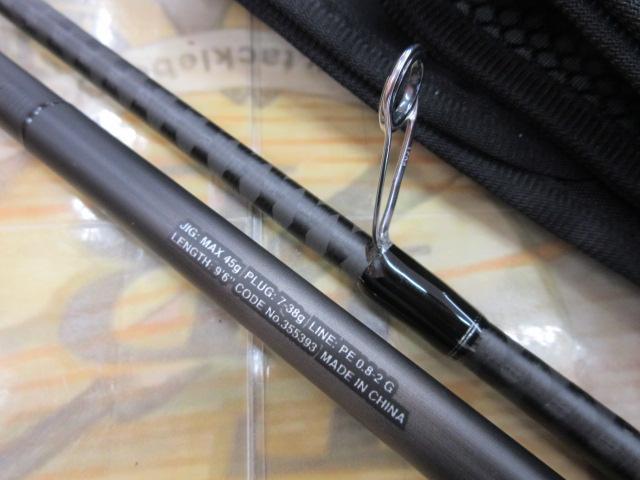 JIG: MAX 45g | PLUG: 7-38g | LINE: PE 0.8-2 G
LENGTH: 9'6" CODE No.355393 | MADE IN CHINA
tackle